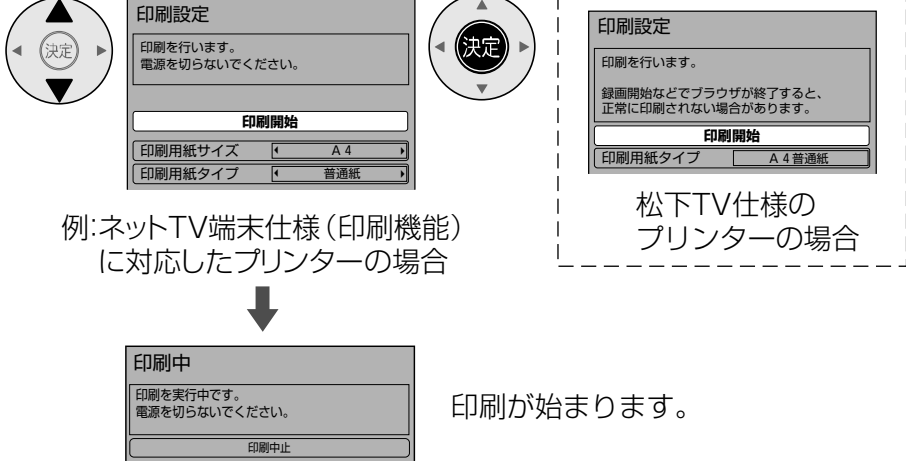 決定
印刷設定
印刷を行います。
電源を切らないでください。
印刷開始
印刷用紙サイズ A4
印刷用紙タイプ 普通紙
例:ネットTV端末仕様(印刷機能)
に対応したプリンターの場合
決定
印刷設定
印刷を行います。
録画開始などでブラウザが終了すると、
正常に印刷されない場合があります。
印刷開始
印刷用紙タイプ A4普通紙
松下TV仕様の
プリンターの場合
印刷中
印刷を実行中です。
電源を切らないでください。
印刷中止
印刷が始まります。